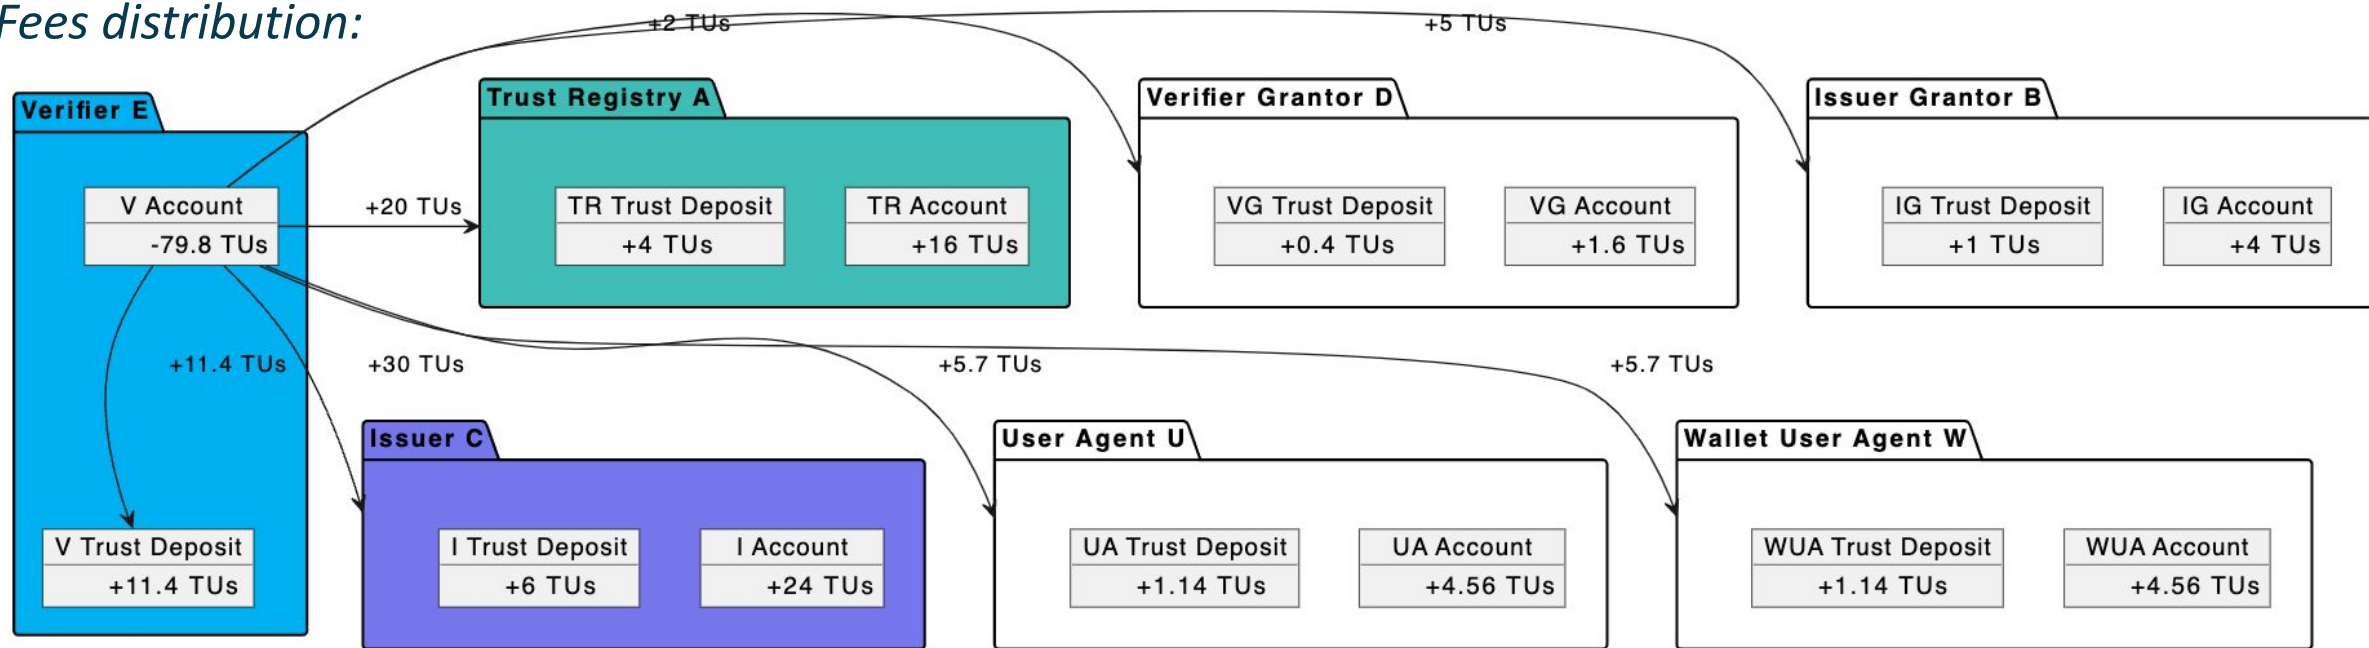 Fees distribution:
+2 TUs
+5 TUs
Verifier E
V Account
-79.8 TUs
+20 TUs
Trust Registry A
TR Trust Deposit
+4 TUs
TR Account
+16 TUs
Verifier Grantor D
VG Trust Deposit
+0.4 TUs
VG Account
+1.6 TUs
Issuer Grantor B
IG Trust Deposit
+1 TUs
IG Account
+4 TUs
+11.4 TUs
+30 TUs
+5.7 TUs
+5.7 TUs
V Trust Deposit
+11.4 TUs
Issuer C
I Trust Deposit
+6 TUs
I Account
+24 TUs
User Agent U
UA Trust Deposit
+1.14 TUs
UA Account
+4.56 TUs
Wallet User Agent W
WUA Trust Deposit
+1.14 TUs
WUA Account
+4.56 TUs